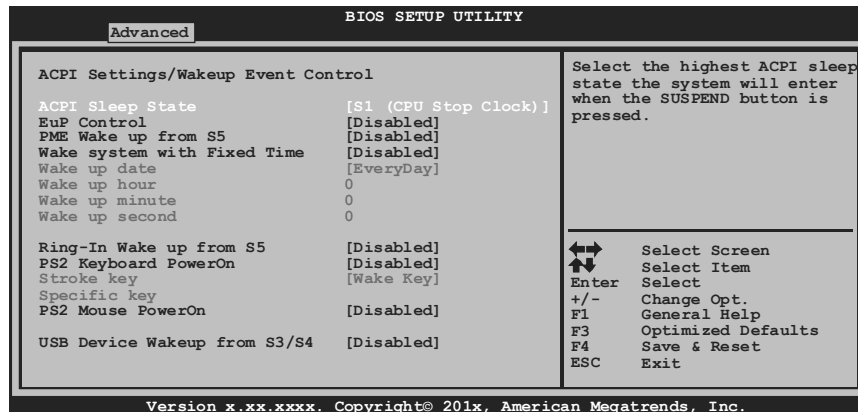 BIOS SETUP UTILITY
Advanced
ACPI Settings/Wakeup Event Control
ACPI Sleep State [S1 (CPU Stop Clock)]
EuP Control [Disabled]
PME Wake up from S5 [Disabled]
Wake system with Fixed Time [Disabled]
Wake up date [EveryDay]
Wake up hour 0
Wake up minute 0
Wake up second 0
Ring-In Wake up from S5 [Disabled]
PS2 Keyboard PowerOn [Disabled]
Stroke key [Wake Key]
Specific key
PS2 Mouse PowerOn [Disabled]
USB Device Wakeup from S3/S4 [Disabled]
Select the highest ACPI sleep
state the system will enter
when the SUSPEND button is
pressed.
Select Screen
Select Item
Enter Select
+/- Change Opt.
F1 General Help
F3 Optimized Defaults
F4 Save & Reset
ESC Exit
Version x.xx.xxxx. Copyright© 201x, American Megatrends, Inc.